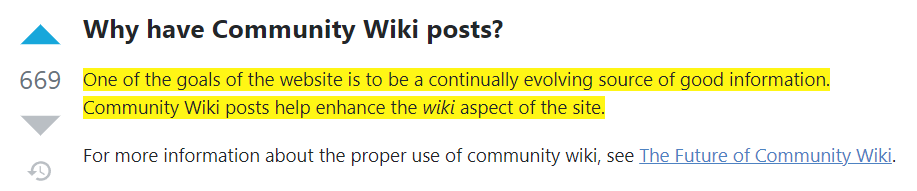 Why have Community Wiki posts?
669
One of the goals of the website is to be a continually evolving source of good information.
Community Wiki posts help enhance the wiki aspect of the site.
For more information about the proper use of community wiki, see The Future of Community Wiki.